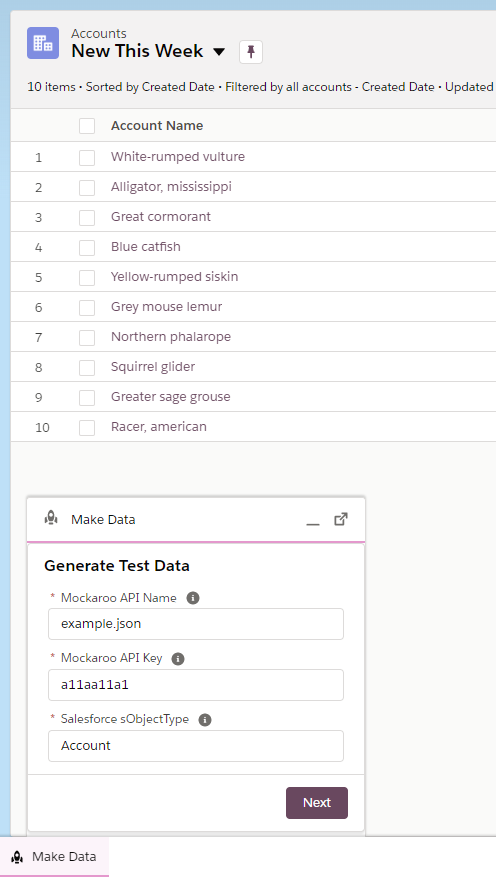 Accounts
New This Week
10 items • Sorted by Created Date • Filtered by all accounts - Created Date • Updated
Account Name
1 White-rumped vulture
2 Alligator, mississippi
3 Great cormorant
4 Blue catfish
5 Yellow-rumped siskin
6 Grey mouse lemur
7 Northern phalarope
8 Squirrel glider
9 Greater sage grouse
10 Racer, american
Make Data
Generate Test Data
* Mockaroo API Name
example.json
* Mockaroo API Key
a11aa11a1
* Salesforce sObjectType
Account
Next
Make Data